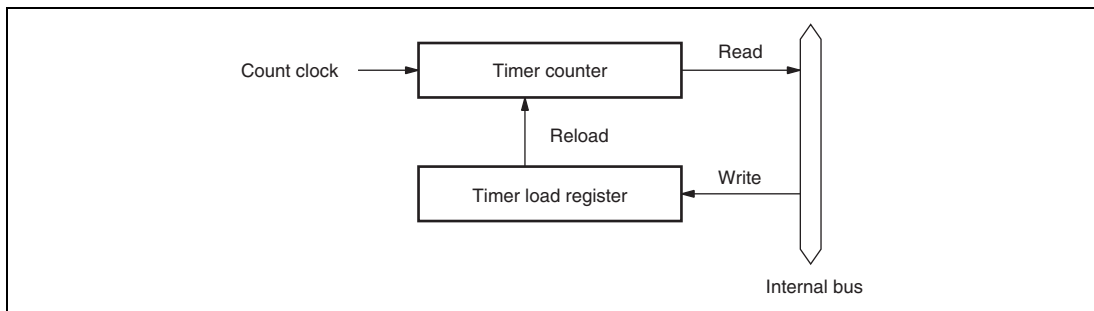 Read
Count clock
Timer counter
Reload
Write
Timer load register
Internal bus